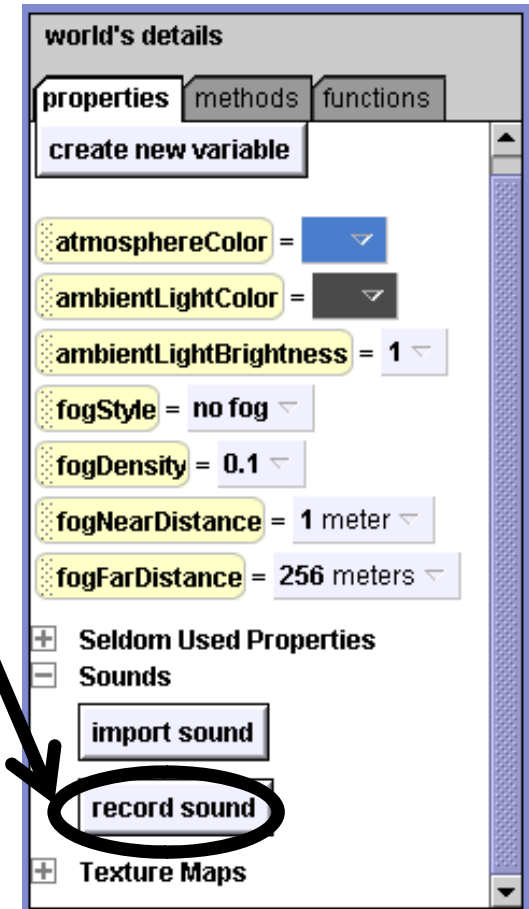 world's details
properties methods functions
create new variable
atmosphereColor =
ambientLightColor =
ambientLightBrightness = 1
fogStyle = no fog
fogDensity = 0.1
fogNearDistance = 1 meter
fogFarDistance = 256 meters
Seldom Used Properties
Sounds
import sound
record sound
Texture Maps